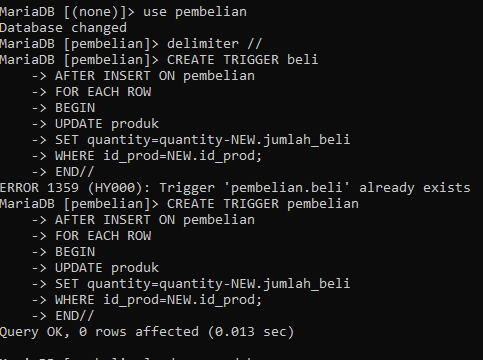 MariaDB [(none)]> use pembelian
Database changed
MariaDB [pembelian]> delimiter //
MariaDB [pembelian]> CREATE TRIGGER beli
    -> AFTER INSERT ON pembelian
    -> FOR EACH ROW
    -> BEGIN
    -> UPDATE produk
    -> SET quantity=quantity-NEW.jumlah_beli
    -> WHERE id_prod=NEW.id_prod;
    -> END//
ERROR 1359 (HY000): Trigger 'pembelian.beli' already exists
MariaDB [pembelian]> CREATE TRIGGER pembelian
    -> AFTER INSERT ON pembelian
    -> FOR EACH ROW
    -> BEGIN
    -> UPDATE produk
    -> SET quantity=quantity-NEW.jumlah_beli
    -> WHERE id_prod=NEW.id_prod;
    -> END//
Query OK, 0 rows affected (0.013 sec)